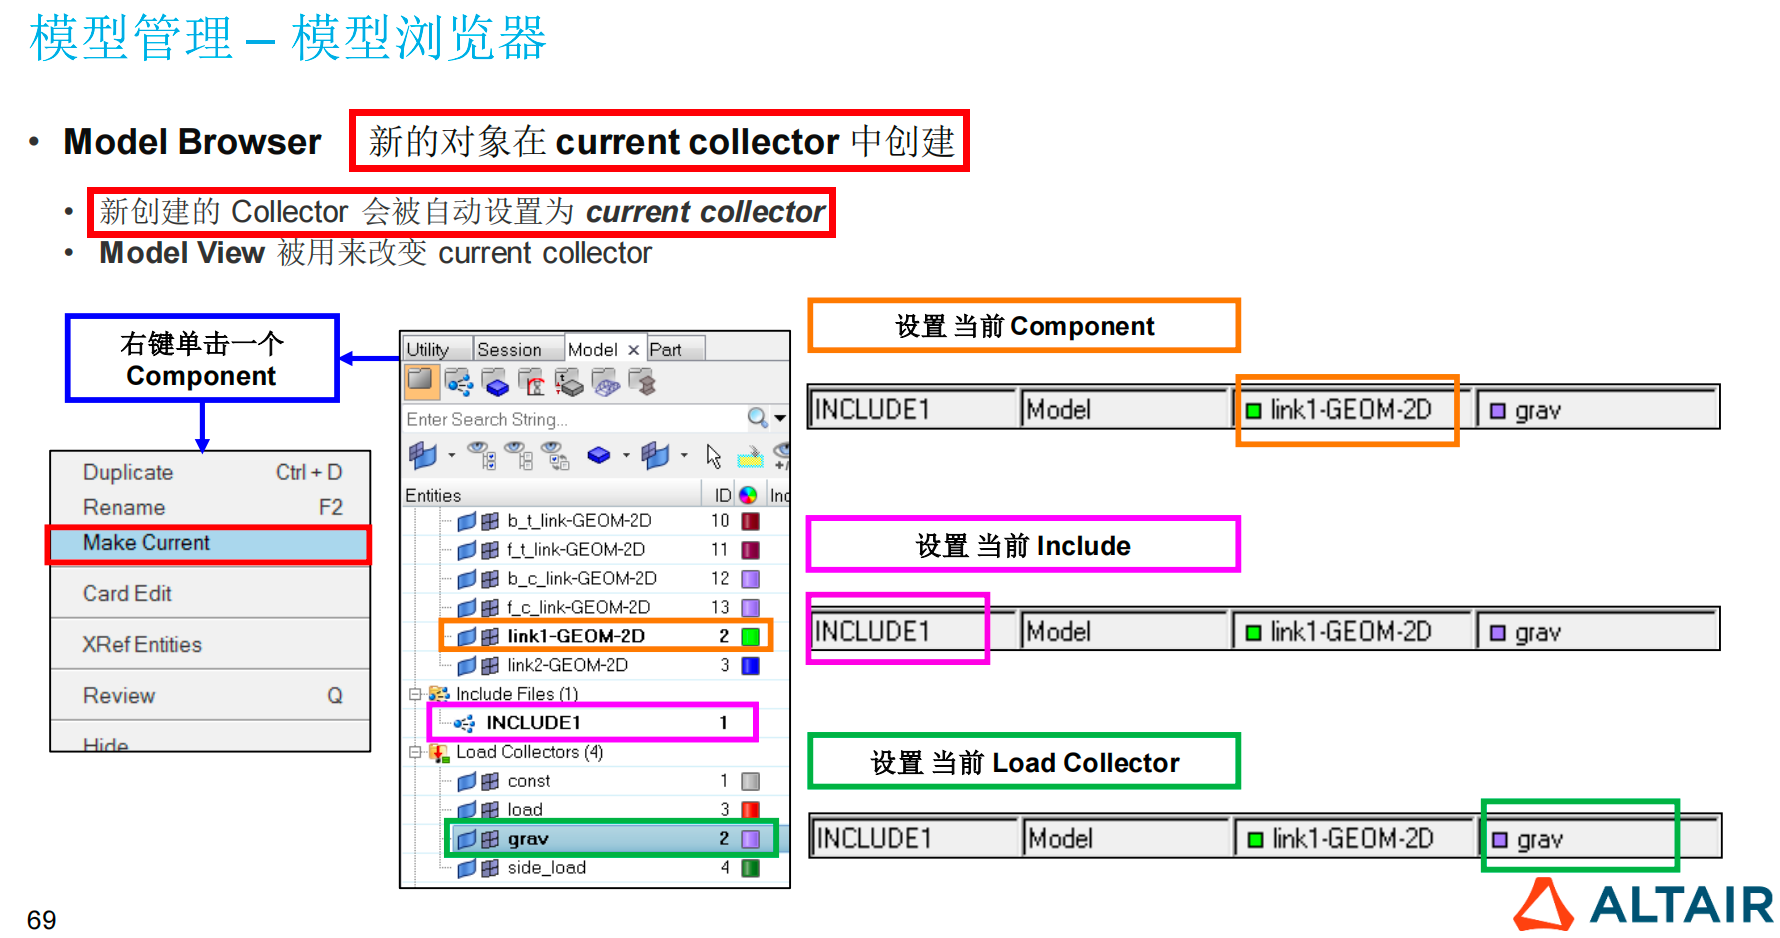 模型管理 – 模型浏览器
• Model Browser 新的对象在 current collector 中创建
• 新创建的 Collector 会被自动设置为 current collector
• Model View 被用来改变 current collector
右键单击一个
Component
Duplicate Ctrl + D
Rename F2
Make Current
Card Edit
XRef Entities
Review Q
Hide
Utility Session Model x Part
Enter Search String...
Entities ID Inc
b_t_link-GEOM-2D 10
f_t_link-GEOM-2D 11
b_c_link-GEOM-2D 12
f_c_link-GEOM-2D 13
link1-GEOM-2D 2
link2-GEOM-2D 3
Include Files (1)
INCLUDE1 1
Load Collectors (4)
const 1
load 3
grav 2
side_load 4
设置 当前 Component
INCLUDE1 Model link1-GEOM-2D grav
设置 当前 Include
INCLUDE1 Model link1-GEOM-2D grav
设置 当前 Load Collector
INCLUDE1 Model link1-GEOM-2D grav
69
ALTAIR